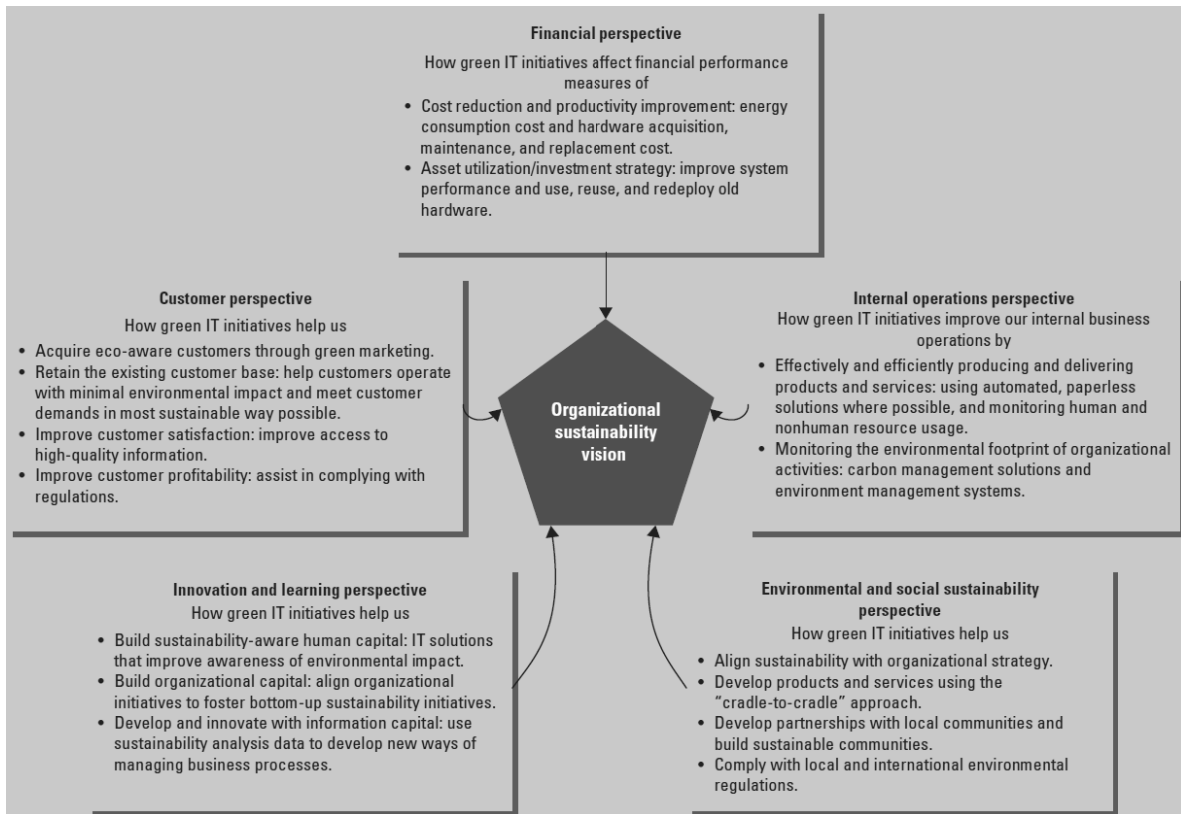 Financial perspective
How green IT initiatives affect financial performance
measures of
• Cost reduction and productivity improvement: energy
consumption cost and hardware acquisition,
maintenance, and replacement cost.
• Asset utilization/investment strategy: improve system
performance and use, reuse, and redeploy old
hardware.
Customer perspective
How green IT initiatives help us
• Acquire eco-aware customers through green marketing.
• Retain the existing customer base: help customers operate
with minimal environmental impact and meet customer
demands in most sustainable way possible.
• Improve customer satisfaction: improve access to
high-quality information.
• Improve customer profitability: assist in complying with
regulations.
Organizational
sustainability
vision
Internal operations perspective
How green IT initiatives improve our internal business
operations by
• Effectively and efficiently producing and delivering
products and services: using automated, paperless
solutions where possible, and monitoring human and
nonhuman resource usage.
• Monitoring the environmental footprint of organizational
activities: carbon management solutions and
environment management systems.
Innovation and learning perspective
How green IT initiatives help us
• Build sustainability-aware human capital: IT solutions
that improve awareness of environmental impact.
• Build organizational capital: align organizational
initiatives to foster bottom-up sustainability initiatives.
• Develop and innovate with information capital: use
sustainability analysis data to develop new ways of
managing business processes.
Environmental and social sustainability
perspective
How green IT initiatives help us
• Align sustainability with organizational strategy.
• Develop products and services using the
“cradle-to-cradle” approach.
• Develop partnerships with local communities and
build sustainable communities.
• Comply with local and international environmental
regulations.